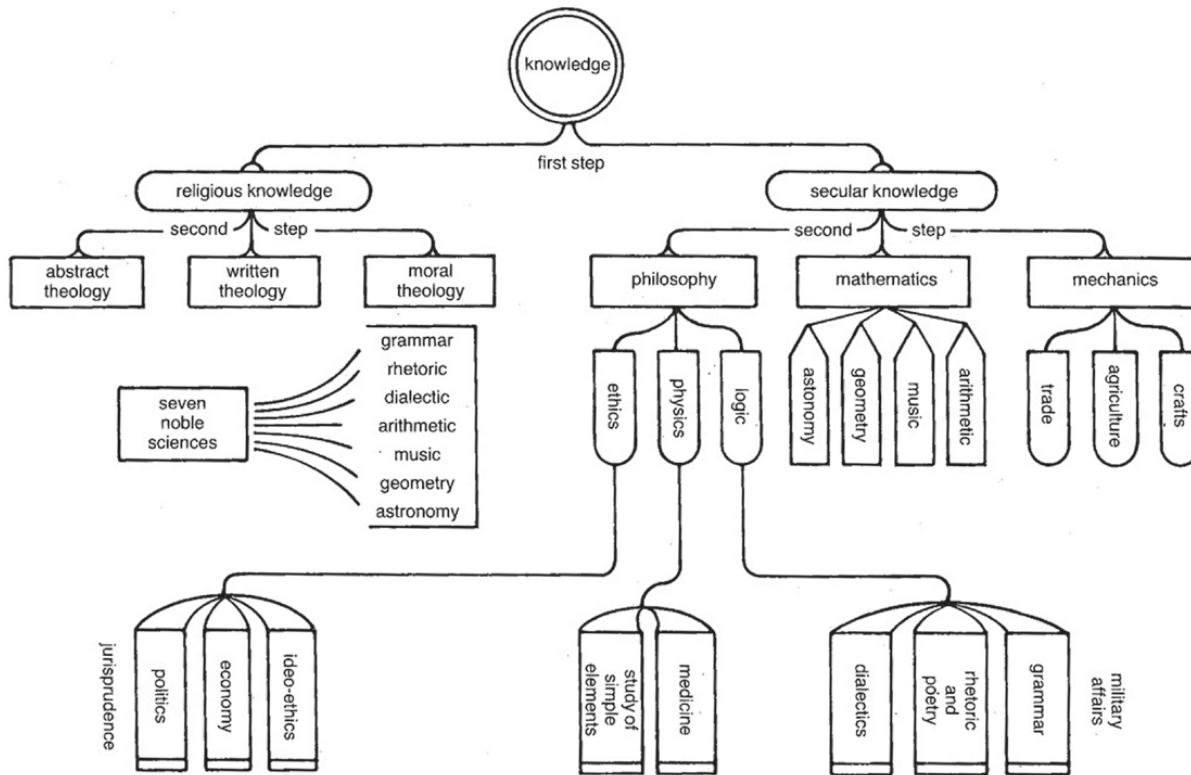 knowledge
first step
religious knowledge
secular knowledge
second step
second step
abstract
theology
written
theology
moral
theology
philosophy
mathematics
mechanics
ethics
physics
logic
astonomy
geometry
music
arithmetic
trade
agriculture
crafts
seven
noble
sciences
grammar
rhetoric
dialectic
arithmetic
music
geometry
astronomy
jurisprudence
politics
economy
ideo-ethics
study of
simple
elements
medicine
dialectics
rhetoric
and
póetry
grammar
military
affairs